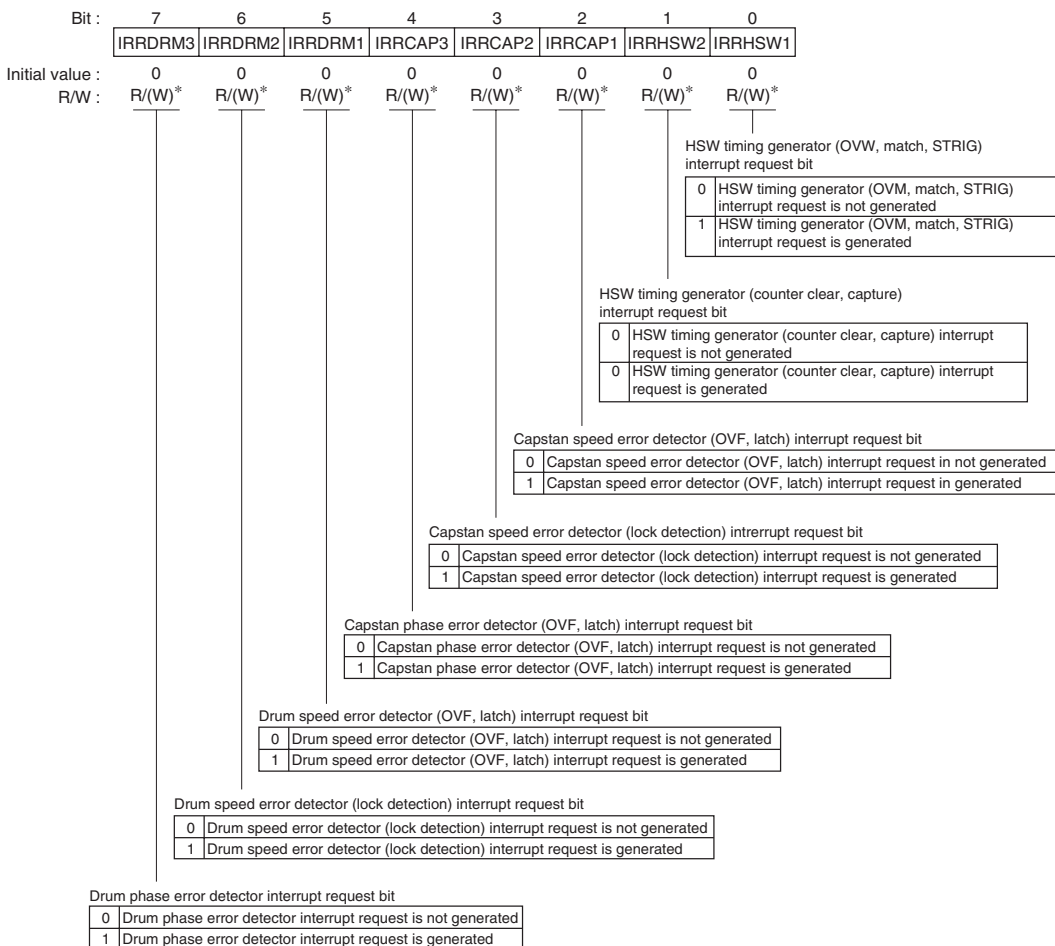 Bit : 7 6 5 4 3 2 1 0
IRRDRM3 IRRDRM2 IRRDRM1 IRRCAP3 IRRCAP2 IRRCAP1 IRRHSW2 IRRHSW1
Initial value : 0 0 0 0 0 0 0 0
R/W : R/(W)* R/(W)* R/(W)* R/(W)* R/(W)* R/(W)* R/(W)* R/(W)*
HSW timing generator (OVW, match, STRIG)
interrupt request bit
0 HSW timing generator (OVM, match, STRIG)
interrupt request is not generated
1 HSW timing generator (OVM, match, STRIG)
interrupt request is generated
HSW timing generator (counter clear, capture)
interrupt request bit
0 HSW timing generator (counter clear, capture) interrupt
request is not generated
0 HSW timing generator (counter clear, capture) interrupt
request is generated
Capstan speed error detector (OVF, latch) interrupt request bit
0 Capstan speed error detector (OVF, latch) interrupt request in not generated
1 Capstan speed error detector (OVF, latch) interrupt request in generated
Capstan speed error detector (lock detection) intrerrupt request bit
0 Capstan speed error detector (lock detection) interrupt request is not generated
1 Capstan speed error detector (lock detection) interrupt request is generated
Capstan phase error detector (OVF, latch) interrupt request bit
0 Capstan phase error detector (OVF, latch) interrupt request is not generated
1 Capstan phase error detector (OVF, latch) interrupt request is generated
Drum speed error detector (OVF, latch) interrupt request bit
0 Drum speed error detector (OVF, latch) interrupt request is not generated
1 Drum speed error detector (OVF, latch) interrupt request is generated
Drum speed error detector (lock detection) interrupt request bit
0 Drum speed error detector (lock detection) interrupt request is not generated
1 Drum speed error detector (lock detection) interrupt request is generated
Drum phase error detector interrupt request bit
0 Drum phase error detector interrupt request is not generated
1 Drum phase error detector interrupt request is generated